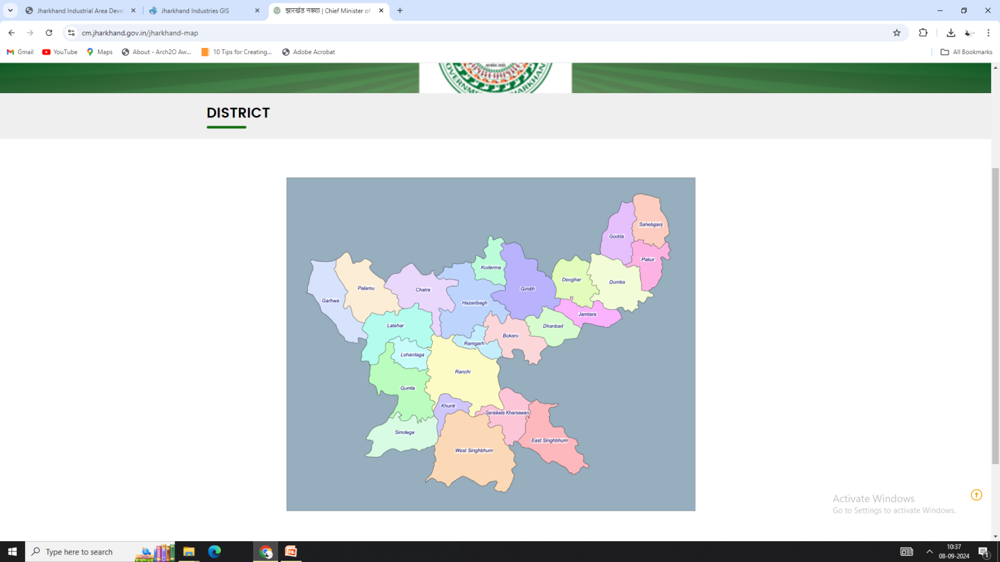 Jharkhand Industrial Area Deve
Jharkhand Industries GIS
झारखंड नक्शा | Chief Minister of
cm.jharkhand.gov.in/jharkhand-map
Gmail
YouTube
Maps
About - Arch2O Aw...
10 Tips for Creating...
Adobe Acrobat
All Bookmarks
DISTRICT
Sahebganj
Godda
Pakur
Koderma
Deoghar
Dumka
Palamu
Chatra
Giridih
Garhwa
Hazaribagh
Jamtara
Latehar
Dhanbad
Bokaro
Ramgarh
Lohardaga
Ranchi
Gumla
Khunti
Seraikela Kharsawan
Simdega
East Singhbhum
West Singhbhum
Activate Windows
Go to Settings to activate Windows.
Type here to search
10:37
08-09-2024
1